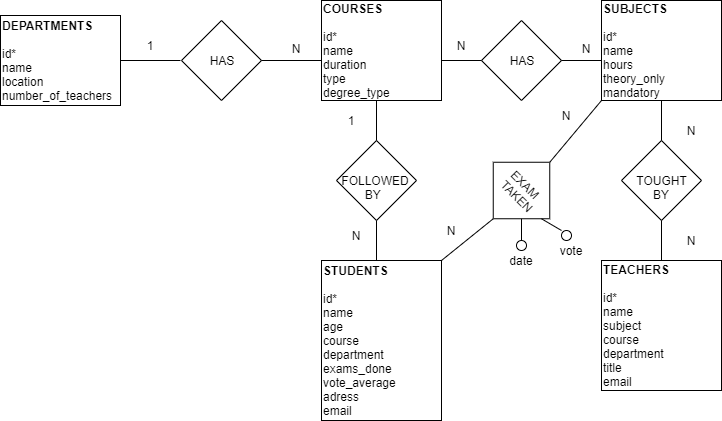 DEPARTMENTS
id*
name
location
number_of_teachers
1
HAS
N
COURSES
id*
name
duration
type
degree_type
N
HAS
N
SUBJECTS
id*
name
hours
theory_only
mandatory
1
FOLLOWED
BY
N
N
EXAM
TAKEN
N
date
vote
N
TOUGHT
BY
N
STUDENTS
id*
name
age
course
department
exams_done
vote_average
adress
email
TEACHERS
id*
name
subject
course
department
title
email